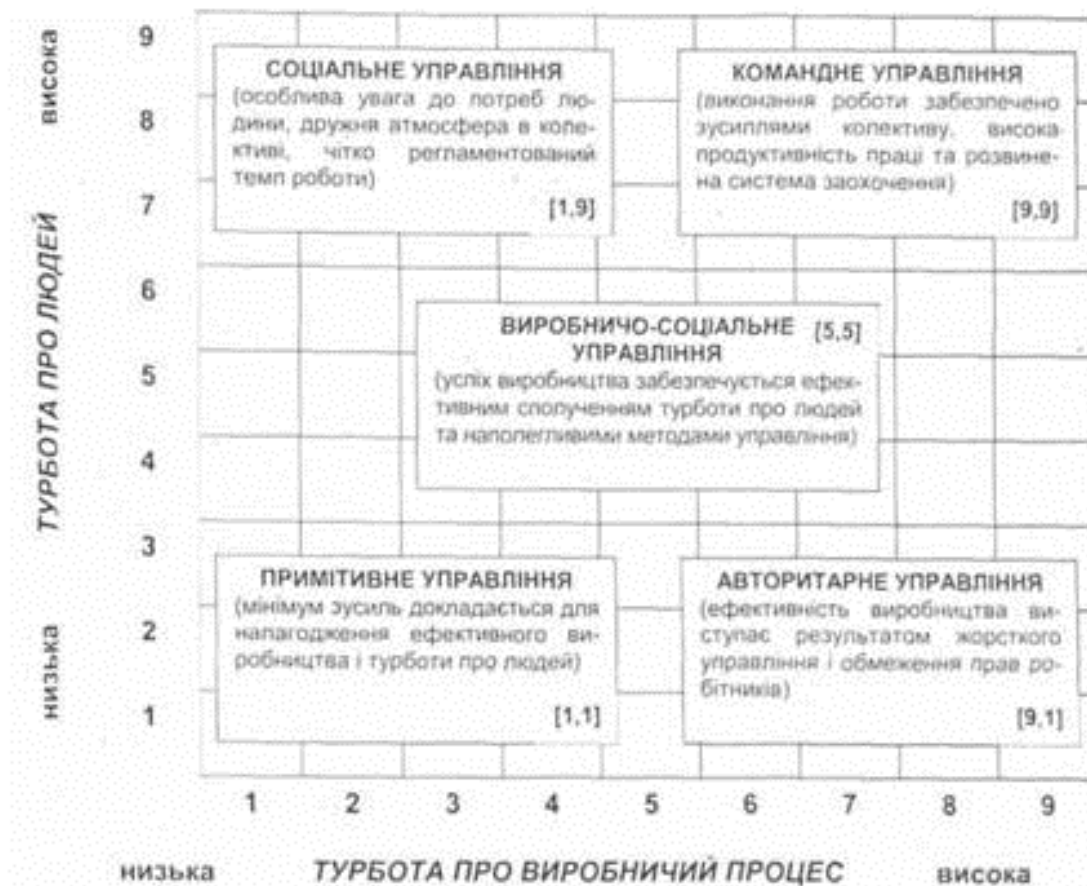 висока
9
8
7
6
5
4
3
2
1
низька
ТУРБОТА ПРО ЛЮДЕЙ
СОЦІАЛЬНЕ УПРАВЛІННЯ
(особлива увага до потреб лю-
дини, дружня атмосфера в коле-
ктиві, чітко регламентований
темп роботи)
[1,9]
КОМАНДНЕ УПРАВЛІННЯ
(виконання роботи забезпечено
зусиллями колективу, висока
продуктивність праці та розвине-
на система заохочення)
[9,9]
ВИРОБНИЧО-СОЦІАЛЬНЕ [5,5]
УПРАВЛІННЯ
(успіх виробництва забезпечується ефек-
тивним сполученням турботи про людей
та наполегливими методами управління)
ПРИМІТИВНЕ УПРАВЛІННЯ
(мінімум зусиль докладається для
налагодження ефективного ви-
робництва і турботи про людей)
[1,1]
АВТОРИТАРНЕ УПРАВЛІННЯ
(ефективність виробництва ви-
ступає результатом жорсткого
управління і обмеження прав ро-
бітників)
[9,1]
1 2 3 4 5 6 7 8 9
низька ТУРБОТА ПРО ВИРОБНИЧИЙ ПРОЦЕС висока